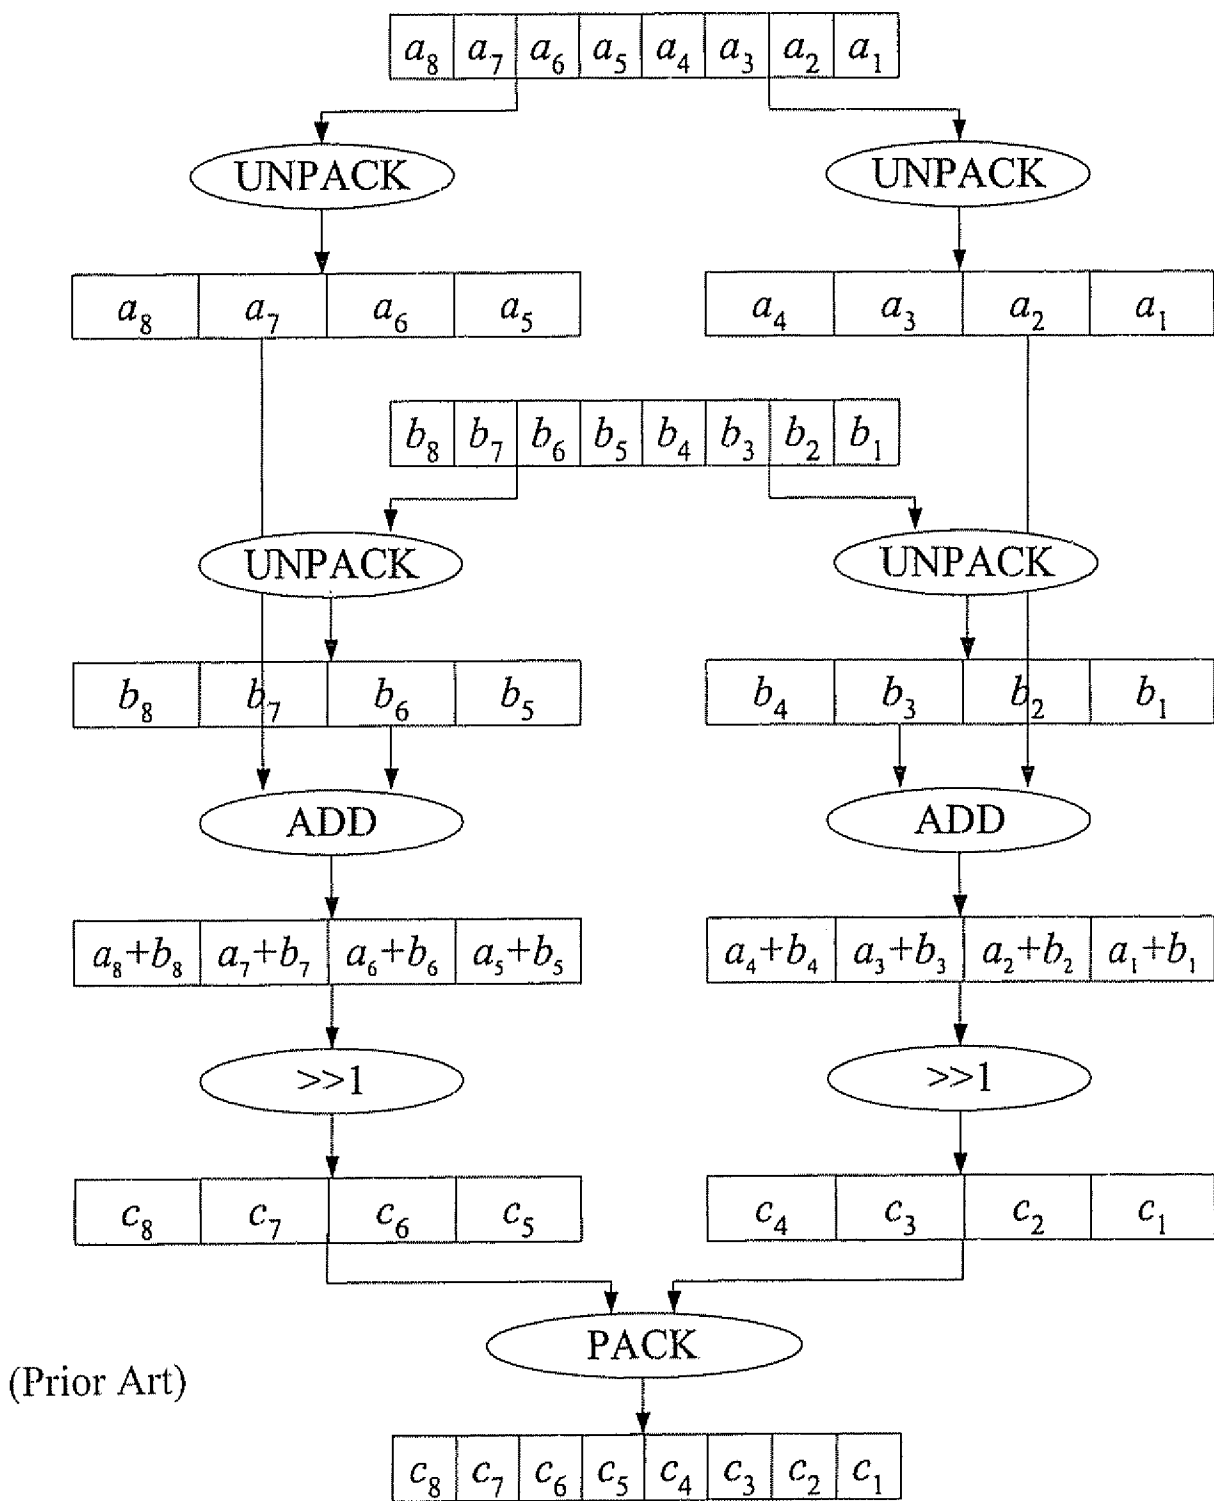 a₈ a₇ a₆ a₅ a₄ a₃ a₂ a₁
UNPACK UNPACK
a₈ a₇ a₆ a₅ a₄ a₃ a₂ a₁
b₈ b₇ b₆ b₅ b₄ b₃ b₂ b₁
UNPACK UNPACK
b₈ b₇ b₆ b₅ b₄ b₃ b₂ b₁
ADD ADD
a₈+b₈ a₇+b₇ a₆+b₆ a₅+b₅ a₄+b₄ a₃+b₃ a₂+b₂ a₁+b₁
>>1 >>1
c₈ c₇ c₆ c₅ c₄ c₃ c₂ c₁
PACK
(Prior Art)
c₈ c₇ c₆ c₅ c₄ c₃ c₂ c₁